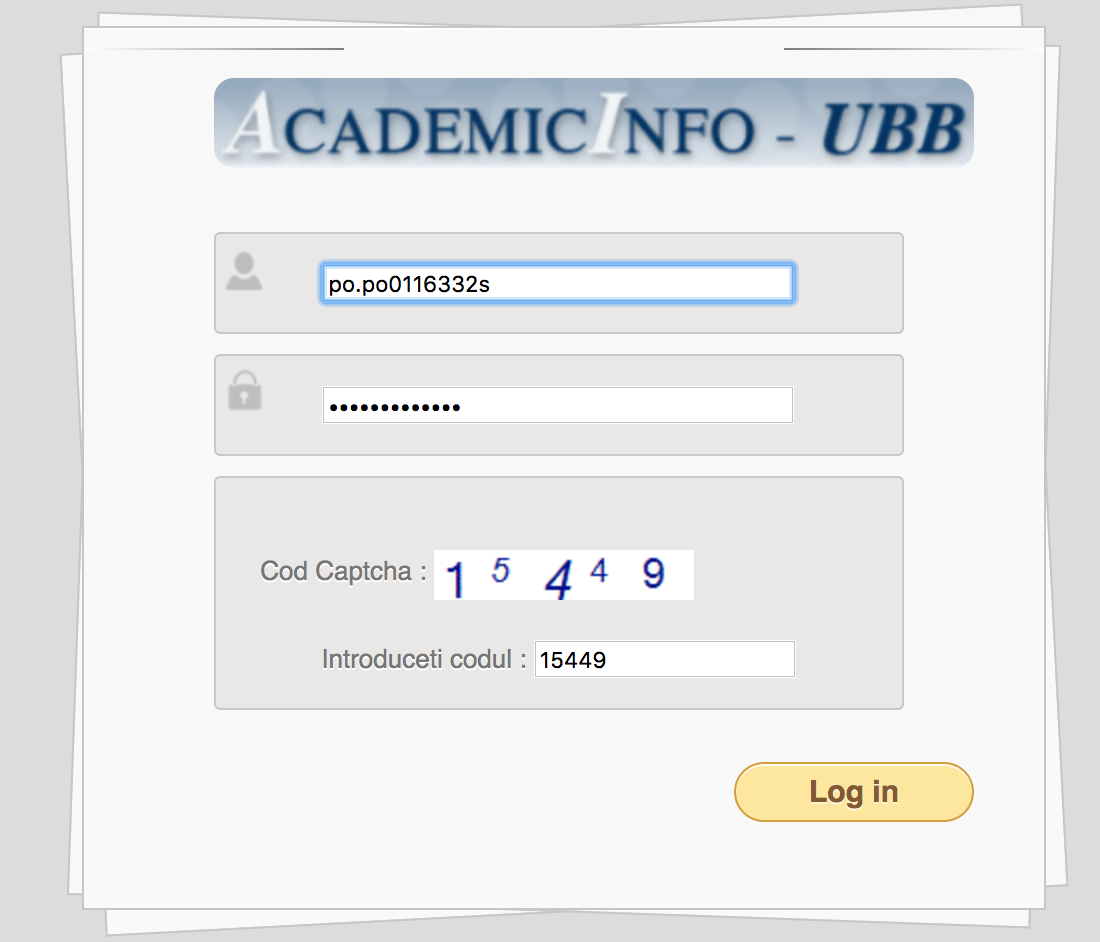 ACADEMICINFO - UBB
po.po0116332s
•••••••••••••
Cod Captcha : 1 5 4 4 9
Introduceti codul : 15449
Log in